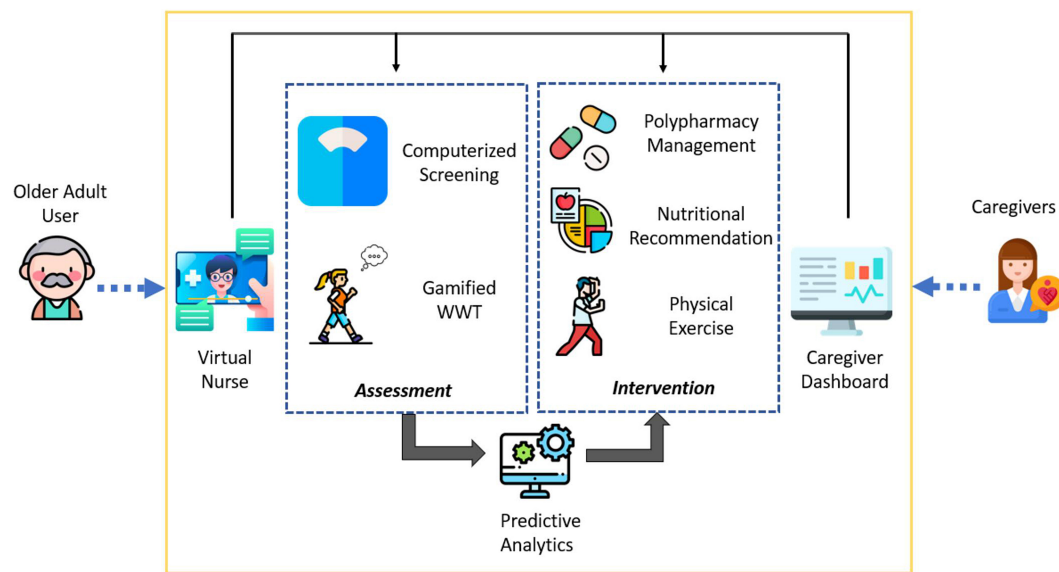 Older Adult
User
Virtual
Nurse
Computerized
Screening
Gamified
WWT
Assessment
Polypharmacy
Management
Nutritional
Recommendation
Physical
Exercise
Intervention
Caregiver
Dashboard
Caregivers
Predictive
Analytics